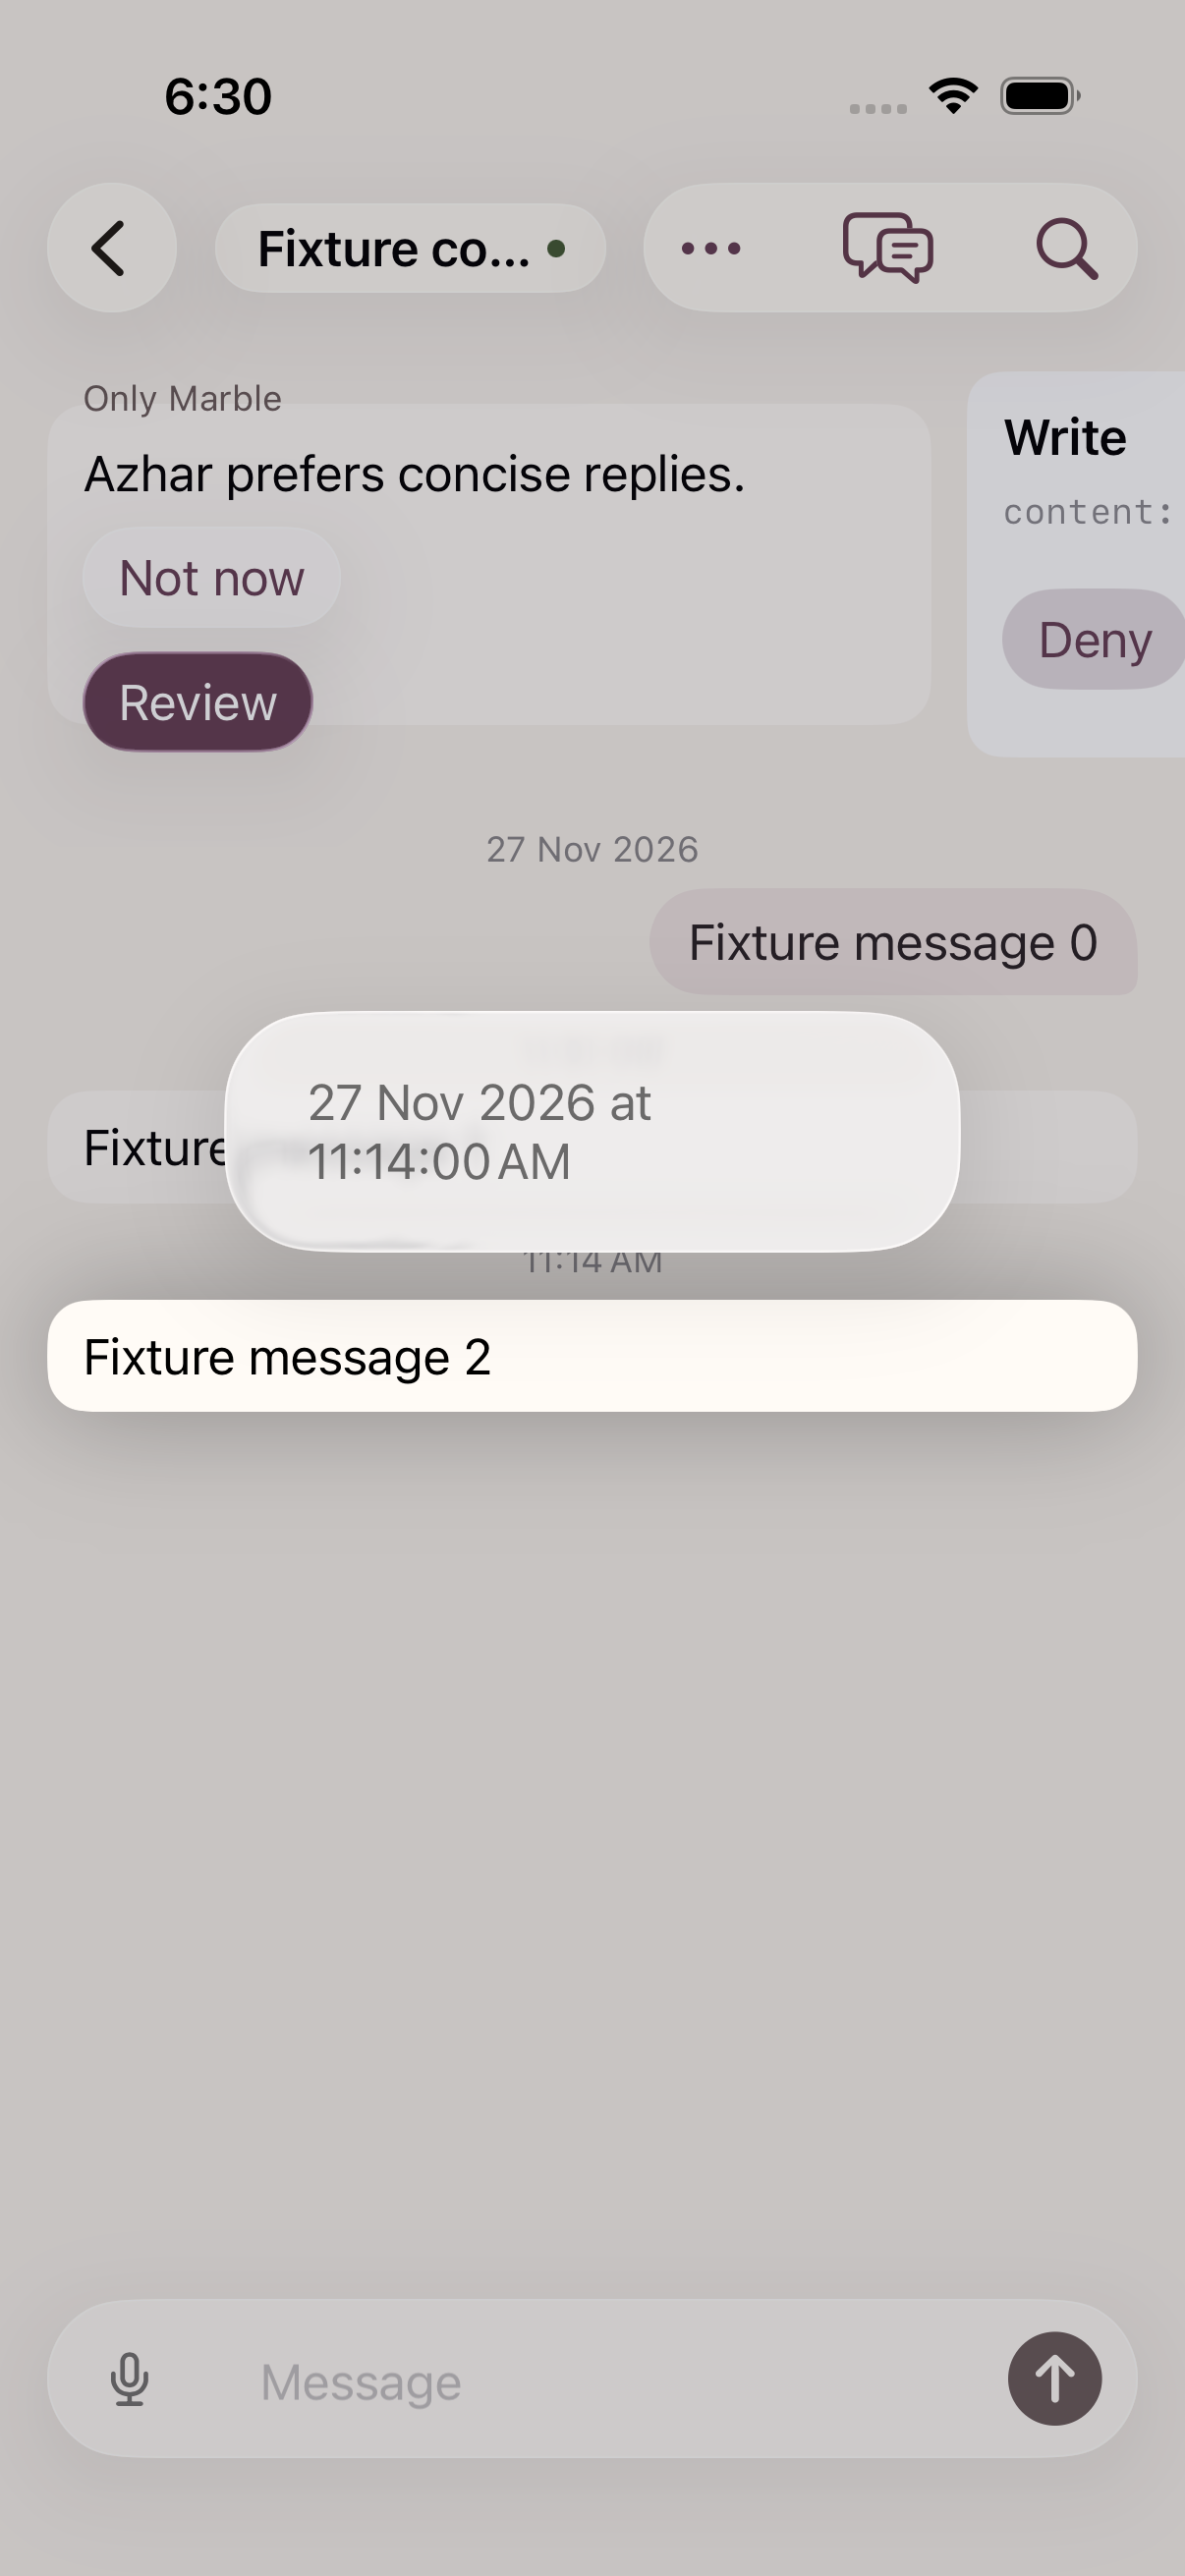 6:30
Fixture co...
Only Marble
Azhar prefers concise replies.
Not now
Review
Write
content:
Deny
27 Nov 2026
Fixture message 0
27 Nov 2026 at
11:14:00 AM
Fixture
11:14 AM
Fixture message 2
Message